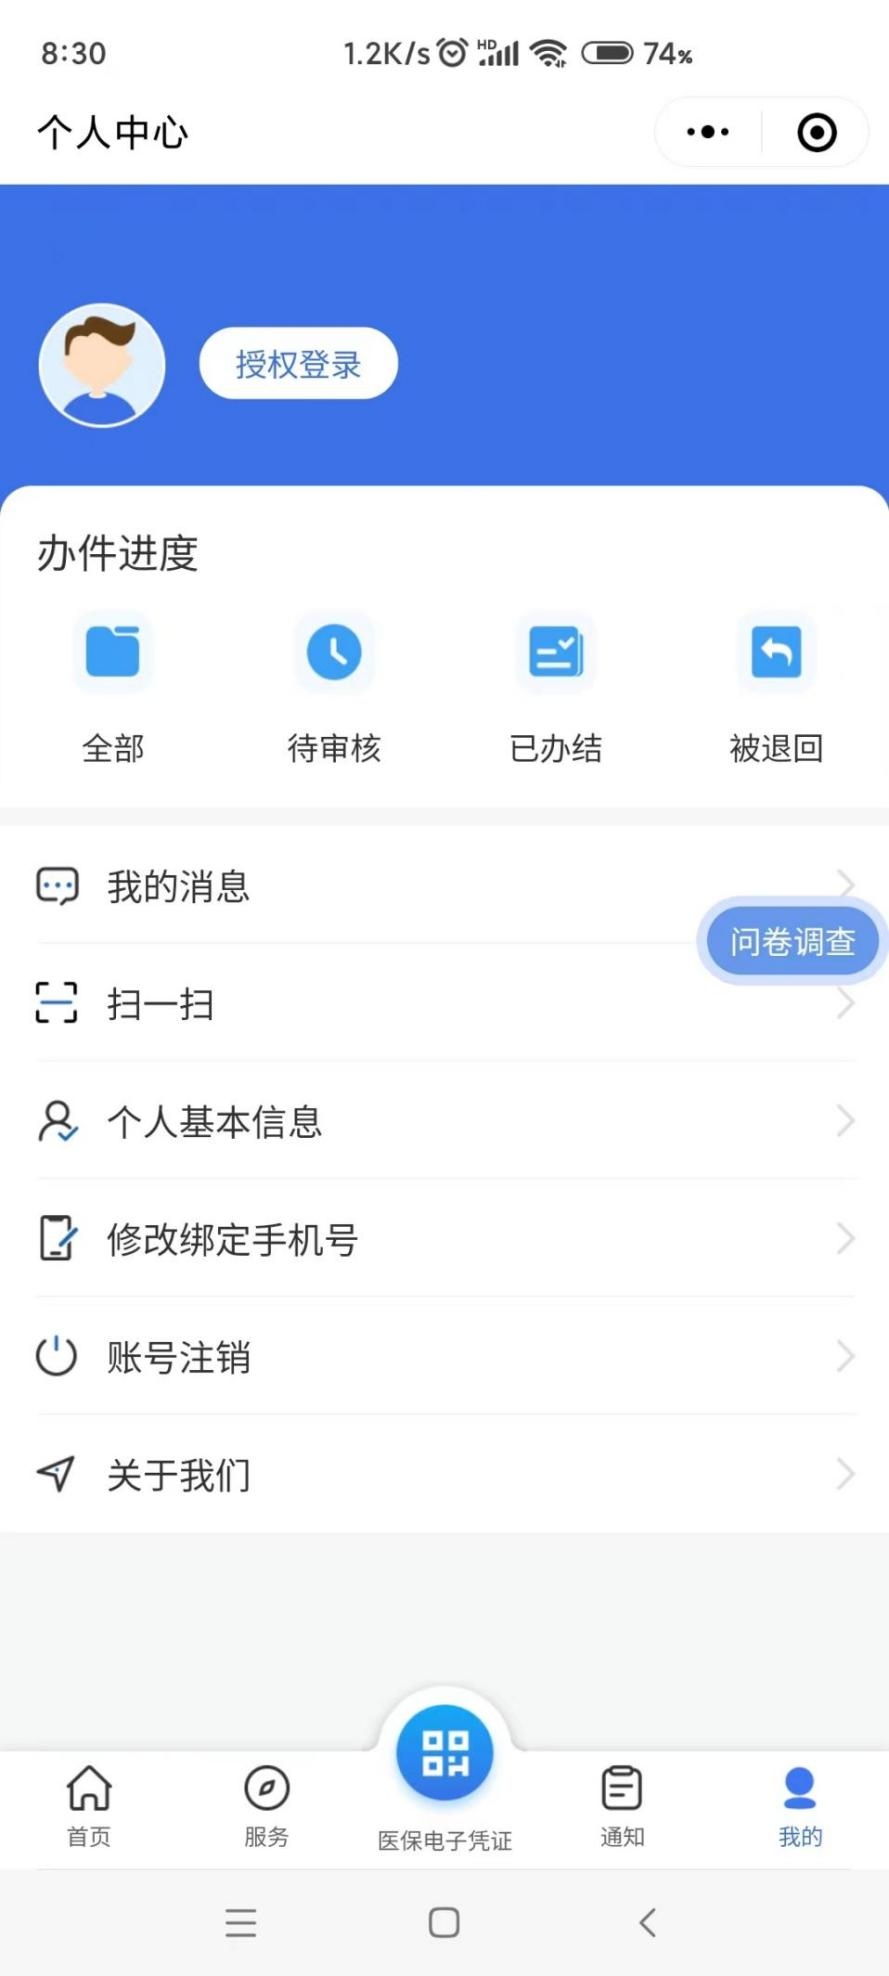 8:30 1.2K/s HD 74%
个人中心
授权登录
办件进度
全部 待审核 已办结 被退回
我的消息
问卷调查
扫一扫
个人基本信息
修改绑定手机号
账号注销
关于我们
首页 服务 医保电子凭证 通知 我的